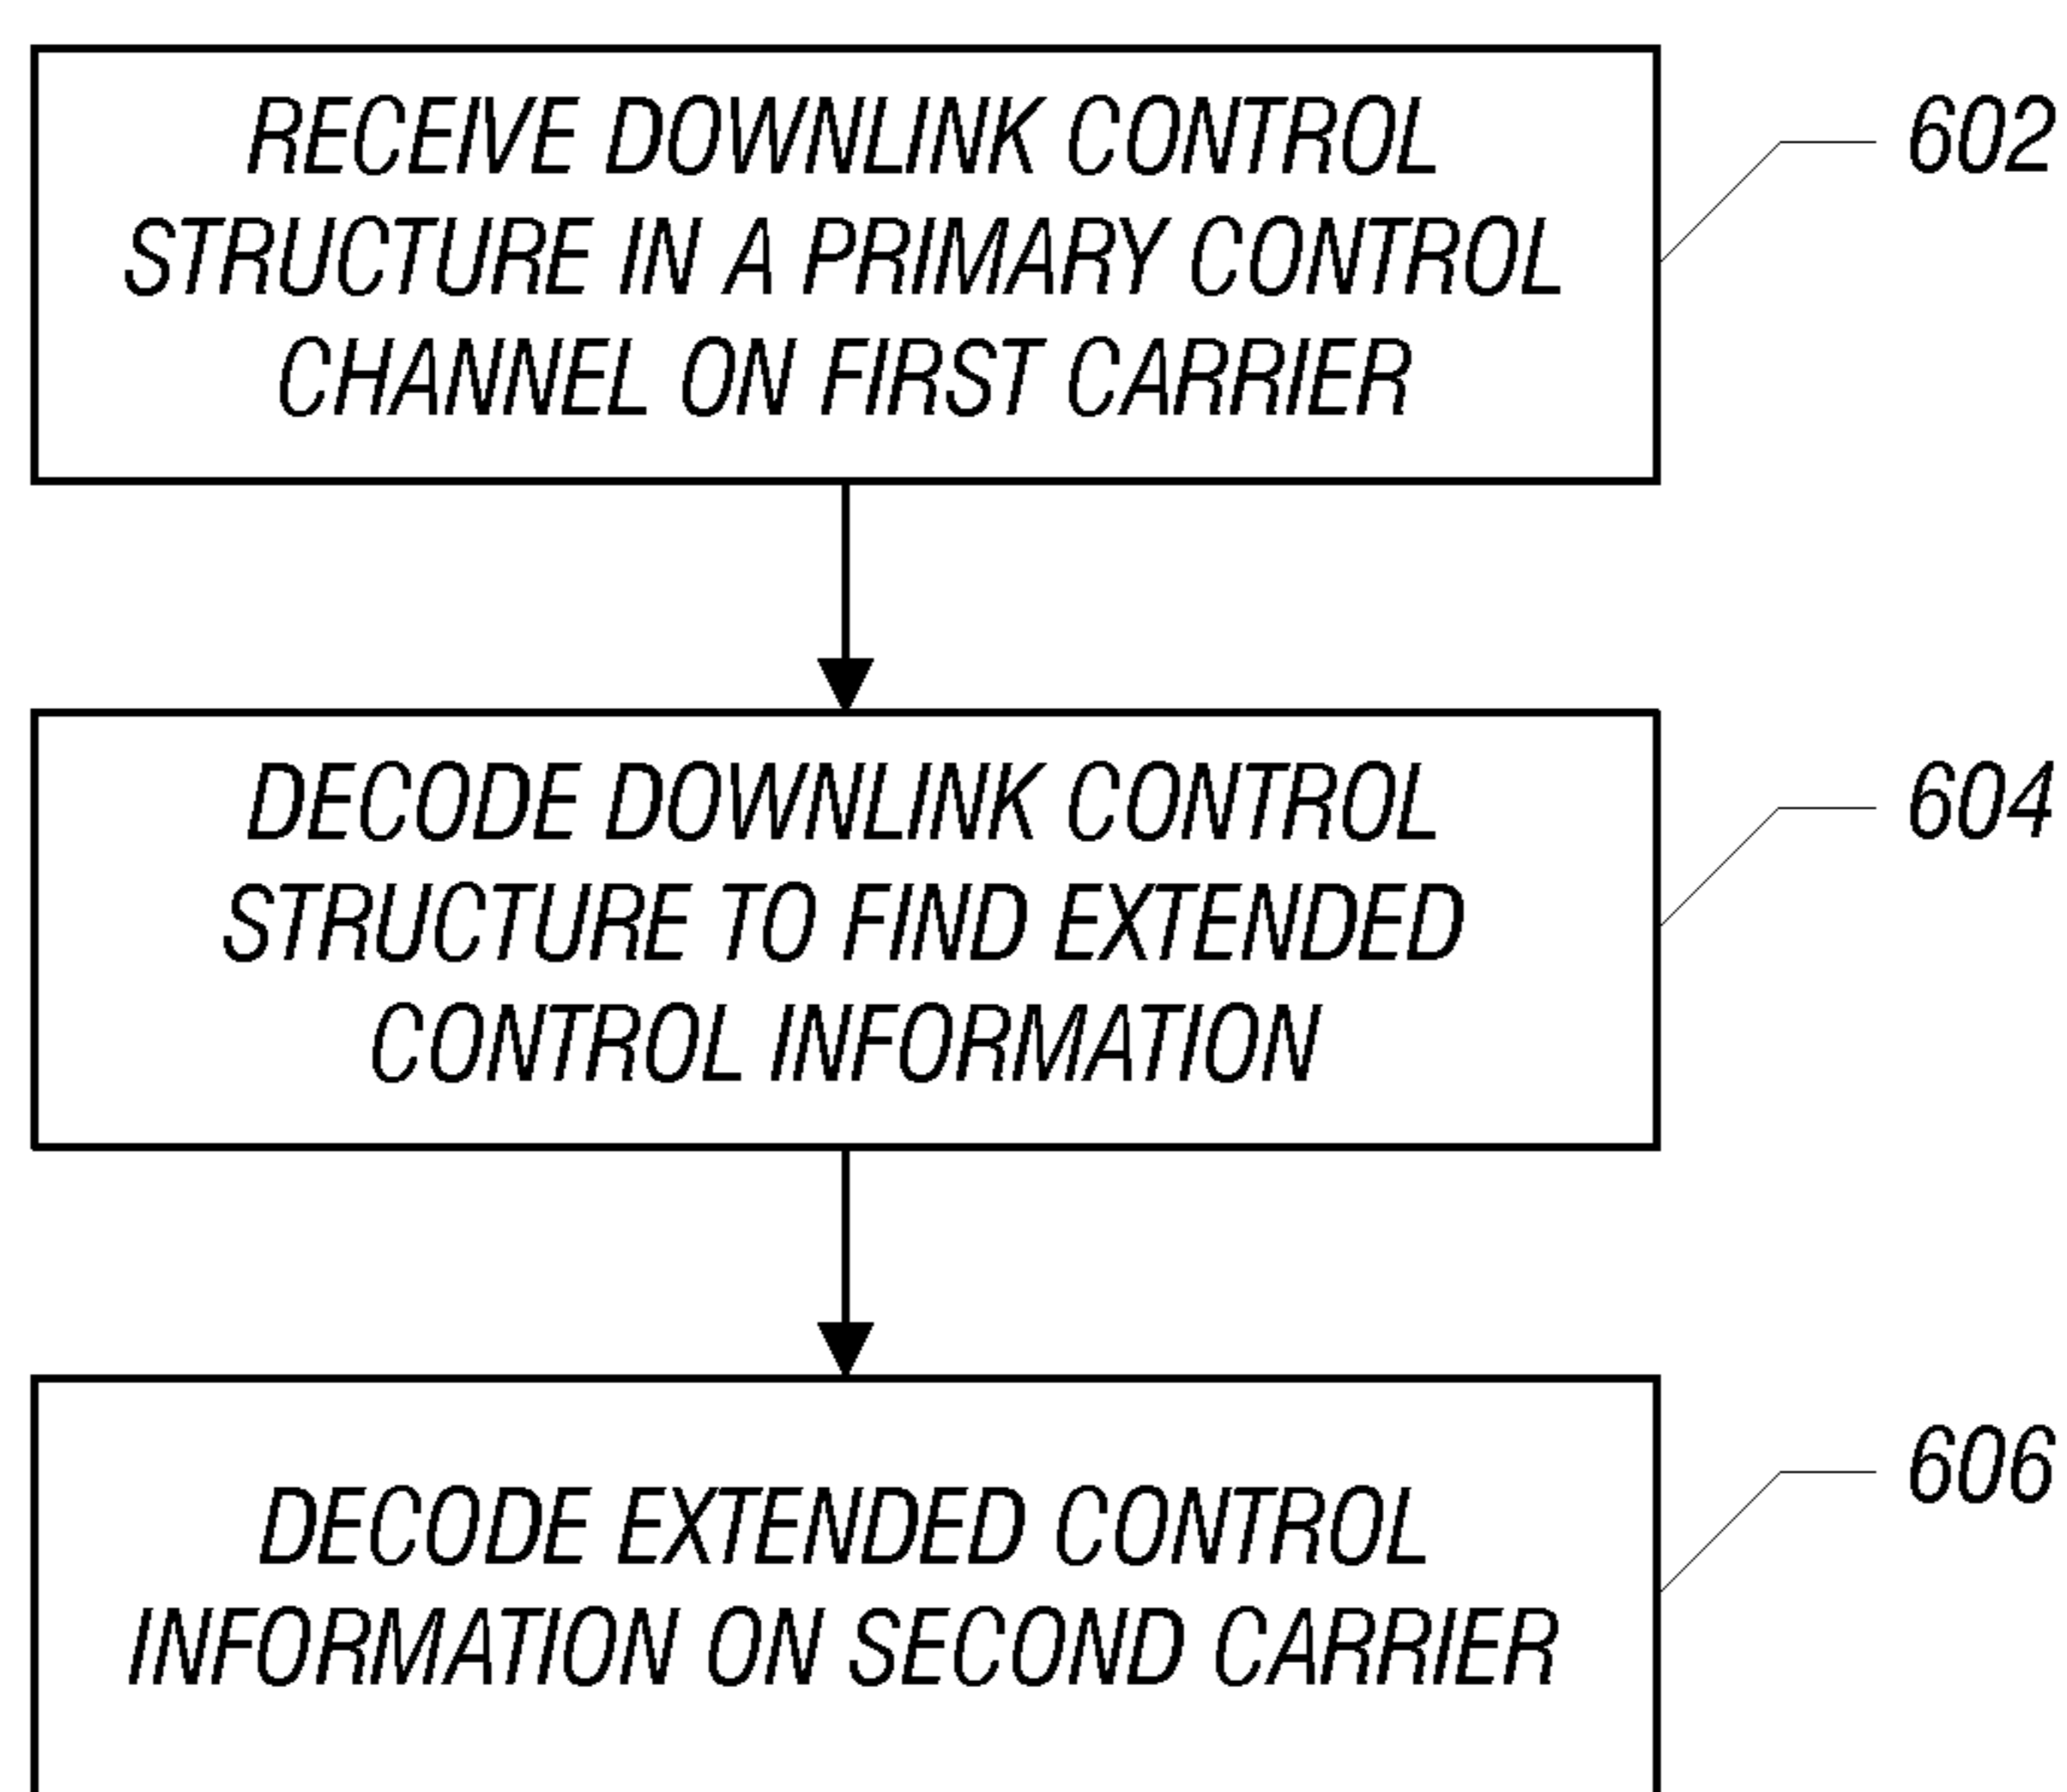 RECEIVE DOWNLINK CONTROL
STRUCTURE IN A PRIMARY CONTROL
CHANNEL ON FIRST CARRIER
602
DECODE DOWNLINK CONTROL
STRUCTURE TO FIND EXTENDED
CONTROL INFORMATION
604
DECODE EXTENDED CONTROL
INFORMATION ON SECOND CARRIER
606